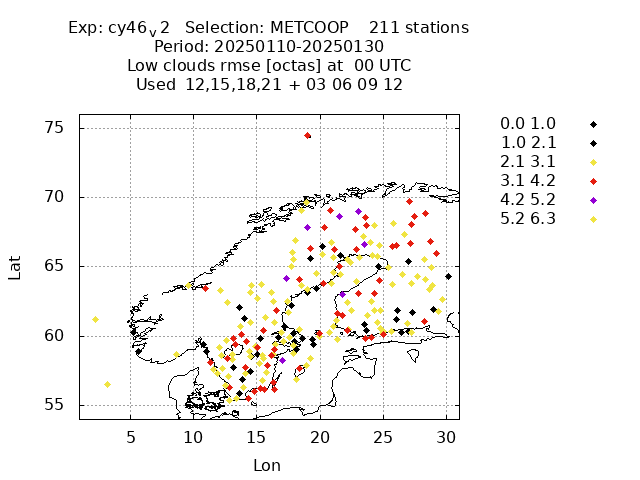 Exp: cy46v2 Selection: METCOOP 211 stations
Period: 20250110-20250130
Low clouds rmse [octas] at 00 UTC
Used 12,15,18,21 + 03 06 09 12
75
70
65
60
55
5 10 15 20 25 30
Lat
Lon
0.0 1.0
1.0 2.1
2.1 3.1
3.1 4.2
4.2 5.2
5.2 6.3